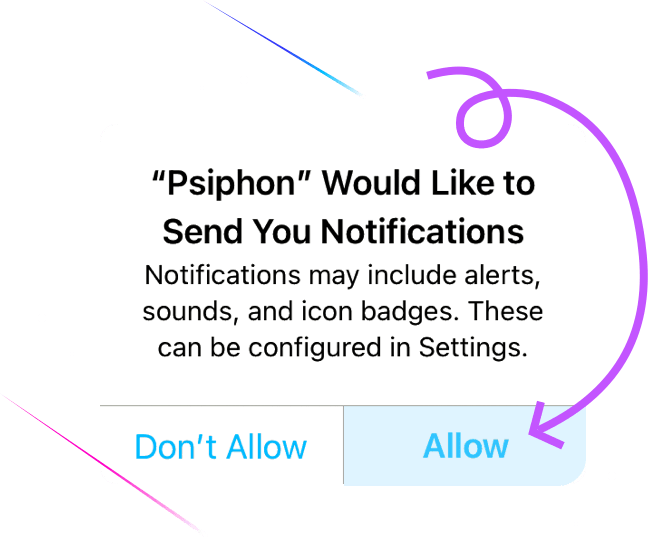 “Psiphon” Would Like to
Send You Notifications
Notifications may include alerts,
sounds, and icon badges. These
can be configured in Settings.
Don’t Allow
Allow